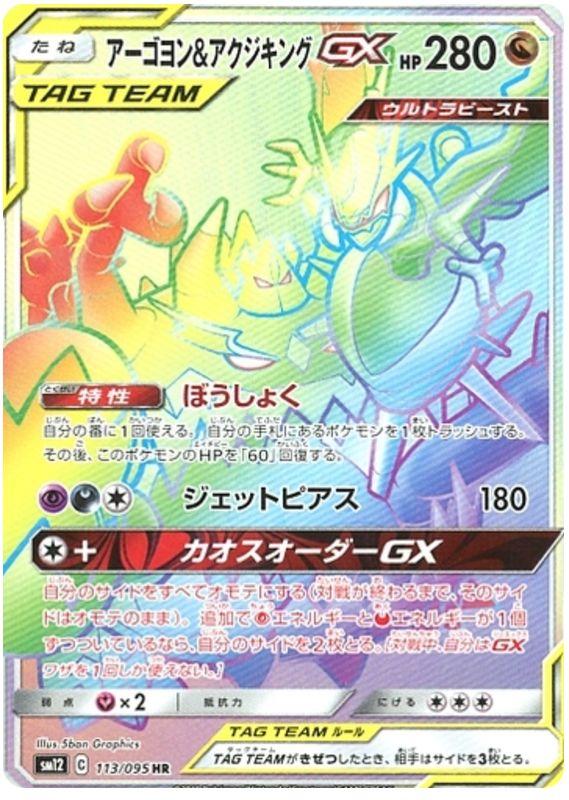 たね アーゴヨン&アクジキングGX HP280
TAG TEAM
ウルトラビースト
特性 ぼうしょく
自分の番に1回使える。自分の手札にあるポケモンを1枚トラッシュする。
その後、このポケモンのHPを「60」回復する。
ジェットピアス 180
+ カオスオーダーGX
自分のサイドをすべてオモテにする(対戦が終わるまで、そのサイ
ドはオモテのまま)。追加でエネルギーとエネルギーが1個
ずつついているなら、自分のサイドを2枚とる。[対戦中、自分はGX
ワザを1回しか使えない。]
弱点 ×2 抵抗力 にげる
TAG TEAM ルール
TAG TEAMがきぜつしたとき、相手はサイドを3枚とる。
Illus. 5ban Graphics
sm12 C 113/095 HR